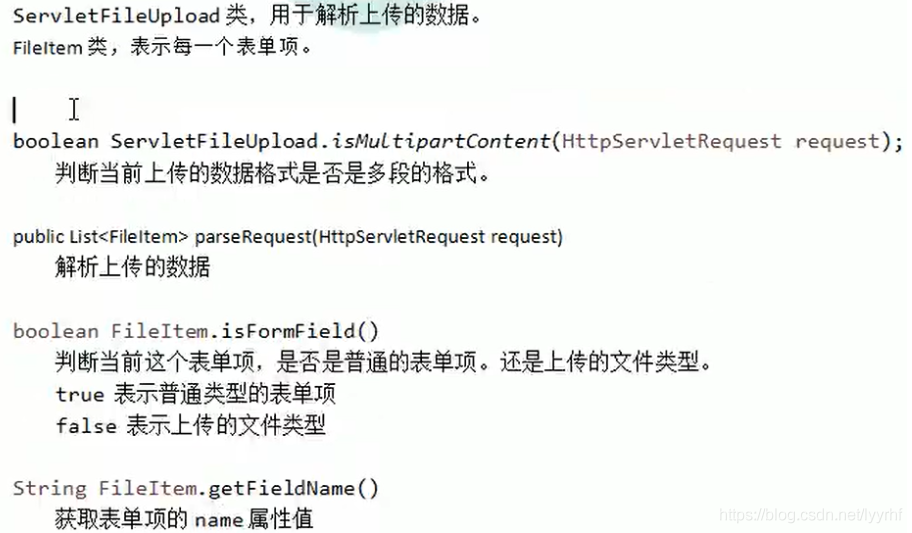 ServletFileUpload 类，用于解析上传的数据。
FileItem 类，表示每一个表单项。
boolean ServletFileUpload.isMultipartContent(HttpServletRequest request);
判断当前上传的数据格式是否是多段的格式。
public List<FileItem> parseRequest(HttpServletRequest request)
解析上传的数据
boolean FileItem.isFormField()
判断当前这个表单项，是否是普通的表单项。还是上传的文件类型。
true 表示普通类型的表单项
false 表示上传的文件类型
String FileItem.getFieldName()
获取表单项的 name 属性值
https://blog.csdn.net/lyyrhf